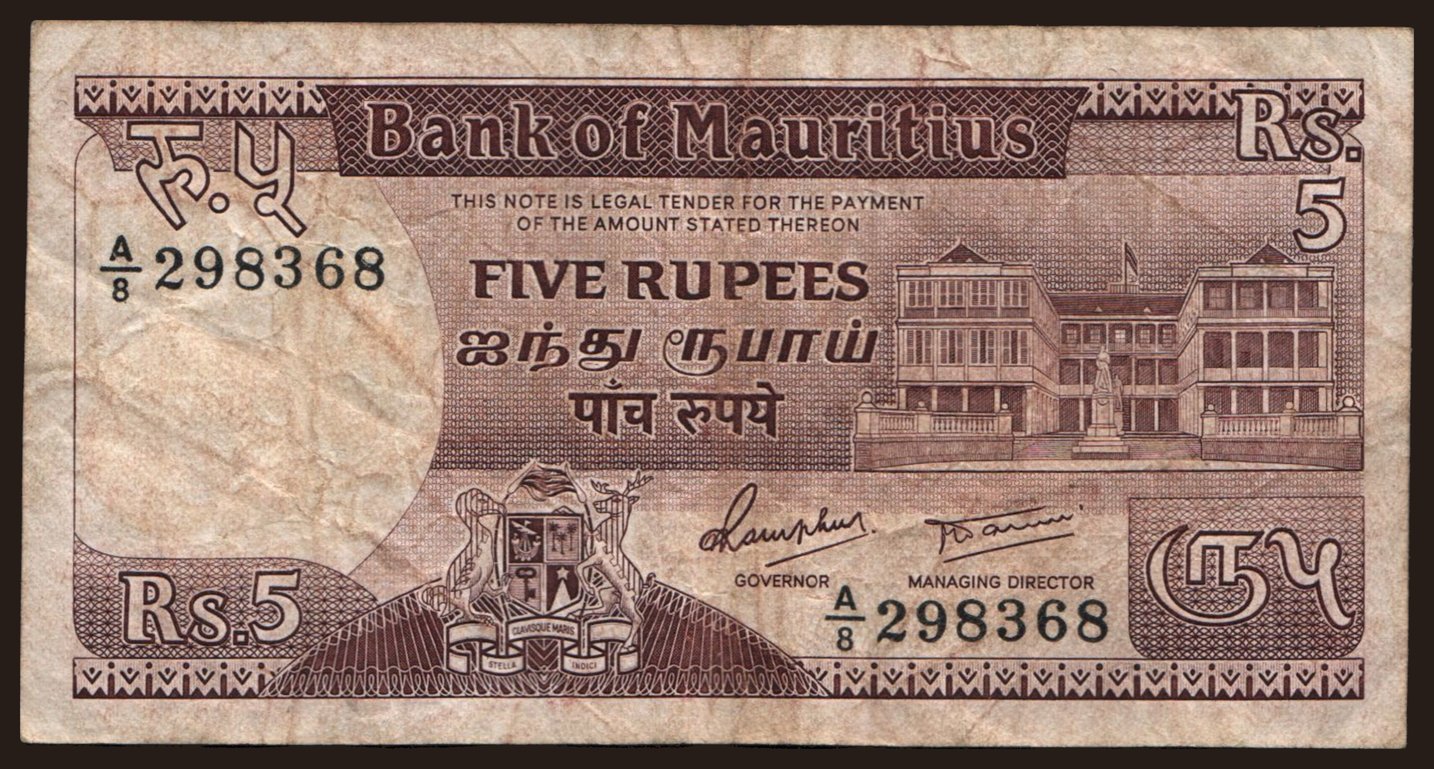 Bank of Mauritius
Rs.
5
रु.५
THIS NOTE IS LEGAL TENDER FOR THE PAYMENT
OF THE AMOUNT STATED THEREON
A/8 298368
FIVE RUPEES
ஐந்து ரூபாய்
पाँच रुपये
GOVERNOR
MANAGING DIRECTOR
A/8 298368
Rs.5
CLAVISQUE MARIS
STELLA
INDICI
ரூ